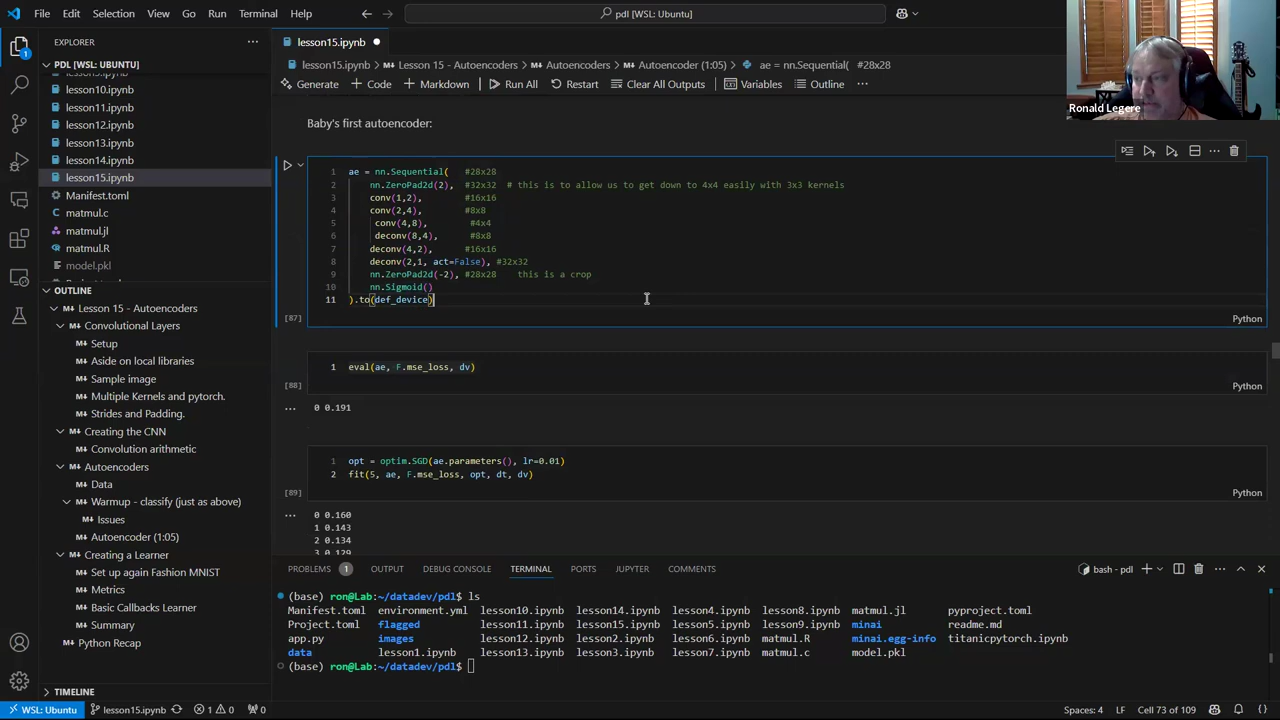 File Edit Selection View Go Run Terminal Help
pdl [WSL: Ubuntu]
Ronald Legere
EXPLORER
PDL [WSL: UBUNTU]
lesson10.ipynb
lesson11.ipynb
lesson12.ipynb
lesson13.ipynb
lesson14.ipynb
lesson15.ipynb
Manifest.toml
matmul.c
matmul.jl
matmul.R
model.pkl
OUTLINE
Lesson 15 - Autoencoders
Convolutional Layers
Setup
Aside on local libraries
Sample image
Multiple Kernels and pytorch.
Strides and Padding.
Creating the CNN
Convolution arithmetic
Autoencoders
Data
Warmup - classify (just as above)
Issues
Autoencoder (1:05)
Creating a Learner
Set up again Fashion MNIST
Metrics
Basic Callbacks Learner
Summary
Python Recap
TIMELINE
lesson15.ipynb
lesson15.ipynb > Lesson 15 - Autoencoders > Autoencoders > Autoencoder (1:05) > ae = nn.Sequential( #28x28
Generate + Code + Markdown Run All Restart Clear All Outputs Variables Outline ...
Baby's first autoencoder:
1 ae = nn.Sequential( #28x28
2 nn.ZeroPad2d(2), #32x32 # this is to allow us to get down to 4x4 easily with 3x3 kernels
3 conv(1,2), #16x16
4 conv(2,4), #8x8
5 conv(4,8), #4x4
6 deconv(8,4), #8x8
7 deconv(4,2), #16x16
8 deconv(2,1, act=False), #32x32
9 nn.ZeroPad2d(-2), #28x28 this is a crop
10 nn.Sigmoid()
11 ).to(def_device)
[87] Python
1 eval(ae, F.mse_loss, dv)
[88] Python
0 0.191
1 opt = optim.SGD(ae.parameters(), lr=0.01)
2 fit(5, ae, F.mse_loss, opt, dt, dv)
[89] Python
0 0.160
1 0.143
2 0.134
3 0.129
PROBLEMS 1 OUTPUT DEBUG CONSOLE TERMINAL PORTS JUPYTER COMMENTS
bash - pdl
(base) ron@Lab:~/datadev/pdl$ ls
Manifest.toml environment.yml lesson10.ipynb lesson14.ipynb lesson4.ipynb lesson8.ipynb matmul.jl pyproject.toml
Project.toml flagged lesson11.ipynb lesson15.ipynb lesson5.ipynb lesson9.ipynb minai readme.md
app.py images lesson12.ipynb lesson2.ipynb lesson6.ipynb matmul.R minai.egg-info titanicpytorch.ipynb
data lesson1.ipynb lesson13.ipynb lesson3.ipynb lesson7.ipynb matmul.c model.pkl
(base) ron@Lab:~/datadev/pdl$
WSL: Ubuntu lesson15.ipynb 1 0 0 Spaces: 4 LF Cell 73 of 109